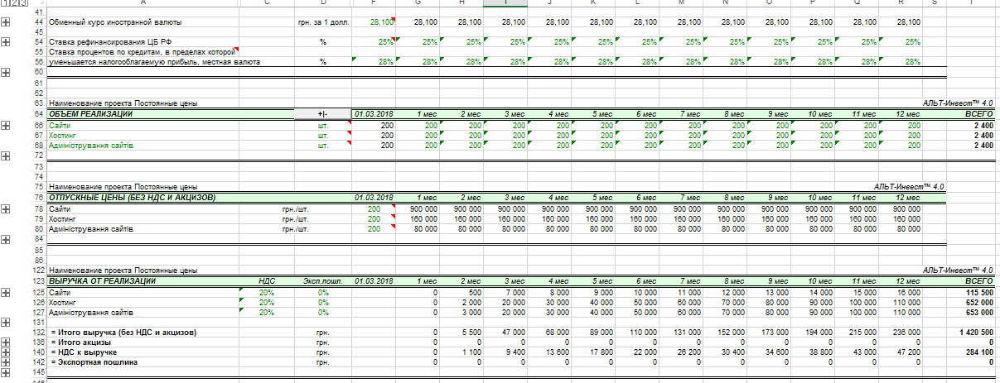 1 2 3 A C D F G H I J K L M N O P Q R S T
41
44 Обменный курс иностранной валюты грн. за 1 долл. 28,100 28,100 28,100 28,100 28,100 28,100 28,100 28,100 28,100 28,100 28,100 28,100 28,100
45
54 Ставка рефинансирования ЦБ РФ % 25% 25% 25% 25% 25% 25% 25% 25% 25% 25% 25% 25% 25%
55 Ставка процентов по кредитам, в пределах которой
56 уменьшается налогооблагаемую прибыль, местная валюта % 28% 28% 28% 28% 28% 28% 28% 28% 28% 28% 28% 28% 28%
60
61
62
63 Наименование проекта Постоянные цены АЛЬТ-Инвест™ 4.0
64 ОБЪЕМ РЕАЛИЗАЦИИ +|- 01.03.2018 1 мес 2 мес 3 мес 4 мес 5 мес 6 мес 7 мес 8 мес 9 мес 10 мес 11 мес 12 мес ВСЕГО
66 Сайти шт. 200 200 200 200 200 200 200 200 200 200 200 200 200 2 400
67 Хостинг шт. 200 200 200 200 200 200 200 200 200 200 200 200 200 2 400
68 Адміністрування сайтів шт. 200 200 200 200 200 200 200 200 200 200 200 200 200 2 400
72
73
74
75 Наименование проекта Постоянные цены АЛЬТ-Инвест™ 4.0
76 ОТПУСКНЫЕ ЦЕНЫ (БЕЗ НДС И АКЦИЗОВ) 01.03.2018 1 мес 2 мес 3 мес 4 мес 5 мес 6 мес 7 мес 8 мес 9 мес 10 мес 11 мес 12 мес
78 Сайти грн./шт. 200 900 000 900 000 900 000 900 000 900 000 900 000 900 000 900 000 900 000 900 000 900 000 900 000
79 Хостинг грн./шт. 200 160 000 160 000 160 000 160 000 160 000 160 000 160 000 160 000 160 000 160 000 160 000 160 000
80 Адміністрування сайтів грн./шт. 200 80 000 80 000 80 000 80 000 80 000 80 000 80 000 80 000 80 000 80 000 80 000 80 000
84
85
86
122 Наименование проекта Постоянные цены АЛЬТ-Инвест™ 4.0
123 ВЫРУЧКА ОТ РЕАЛИЗАЦИИ НДС Эксп.пошл. 01.03.2018 1 мес 2 мес 3 мес 4 мес 5 мес 6 мес 7 мес 8 мес 9 мес 10 мес 11 мес 12 мес ВСЕГО
125 Сайти 20% 0% 0 500 7 000 8 000 9 000 10 000 11 000 12 000 13 000 14 000 15 000 16 000 115 500
126 Хостинг 20% 0% 0 2 000 20 000 30 000 40 000 50 000 60 000 70 000 80 000 90 000 100 000 110 000 652 000
127 Адміністрування сайтів 20% 0% 0 3 000 20 000 30 000 40 000 50 000 60 000 70 000 80 000 90 000 100 000 110 000 653 000
131
132 = Итого выручка (без НДС и акцизов) грн. 0 5 500 47 000 68 000 89 000 110 000 131 000 152 000 173 000 194 000 215 000 236 000 1 420 500
136 = Итого акцизы грн. 0 0 0 0 0 0 0 0 0 0 0 0 0
140 = НДС к выручке грн. 0 1 100 9 400 13 600 17 800 22 000 26 200 30 400 34 600 38 800 43 000 47 200 284 100
142 = Экспортная пошлина грн. 0 0 0 0 0 0 0 0 0 0 0 0 0
145